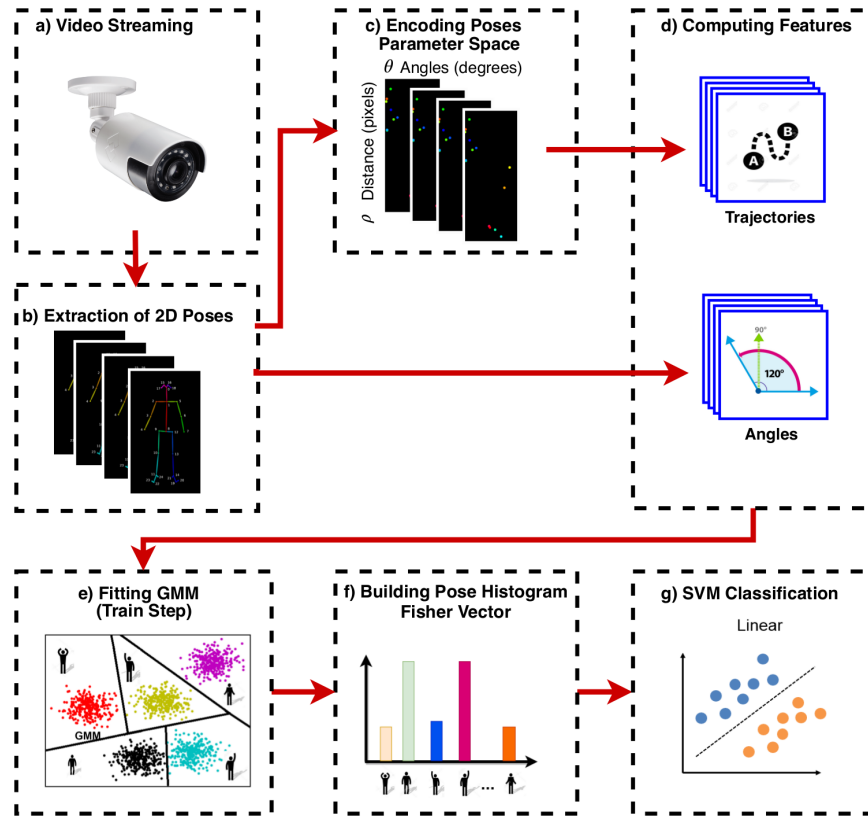 a) Video Streaming
c) Encoding Poses
Parameter Space
θ Angles (degrees)
ρ Distance (pixels)
d) Computing Features
A
B
Trajectories
b) Extraction of 2D Poses
90°
120°
Angles
e) Fitting GMM
(Train Step)
GMM
f) Building Pose Histogram
Fisher Vector
...
g) SVM Classification
Linear